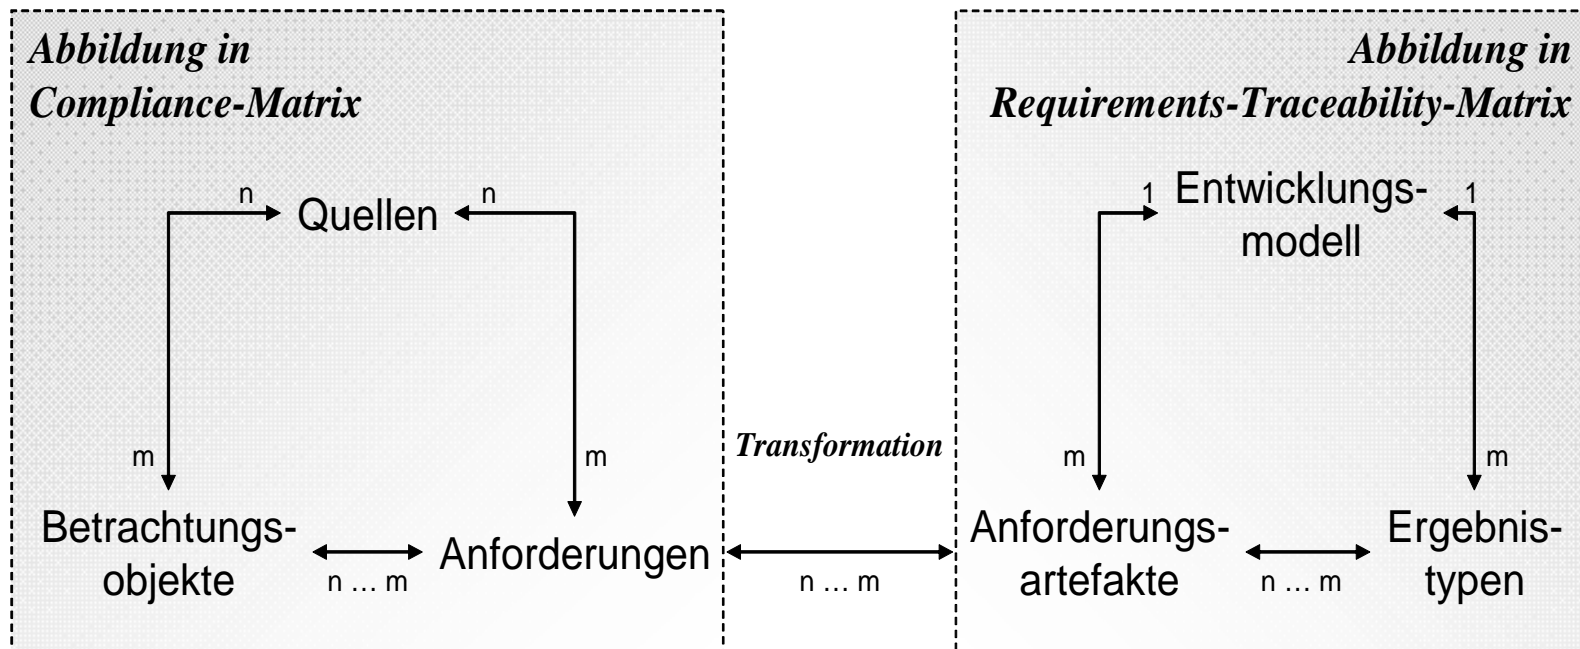 Abbildung in
Compliance-Matrix
n
Quellen
n
m
m
Betrachtungs-
objekte
n ... m
Anforderungen
Transformation
n ... m
Abbildung in
Requirements-Traceability-Matrix
1
Entwicklungs-
modell
1
m
m
Anforderungs-
artefakte
n ... m
Ergebnis-
typen